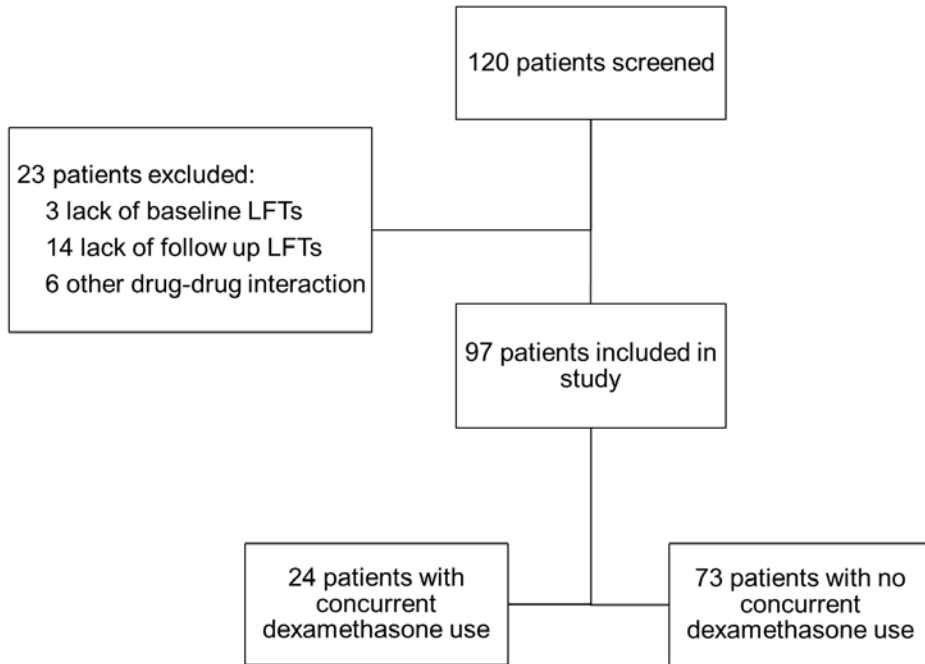 120 patients screened
23 patients excluded:
3 lack of baseline LFTs
14 lack of follow up LFTs
6 other drug-drug interaction
97 patients included in
study
24 patients with
concurrent
dexamethasone use
73 patients with no
concurrent
dexamethasone use